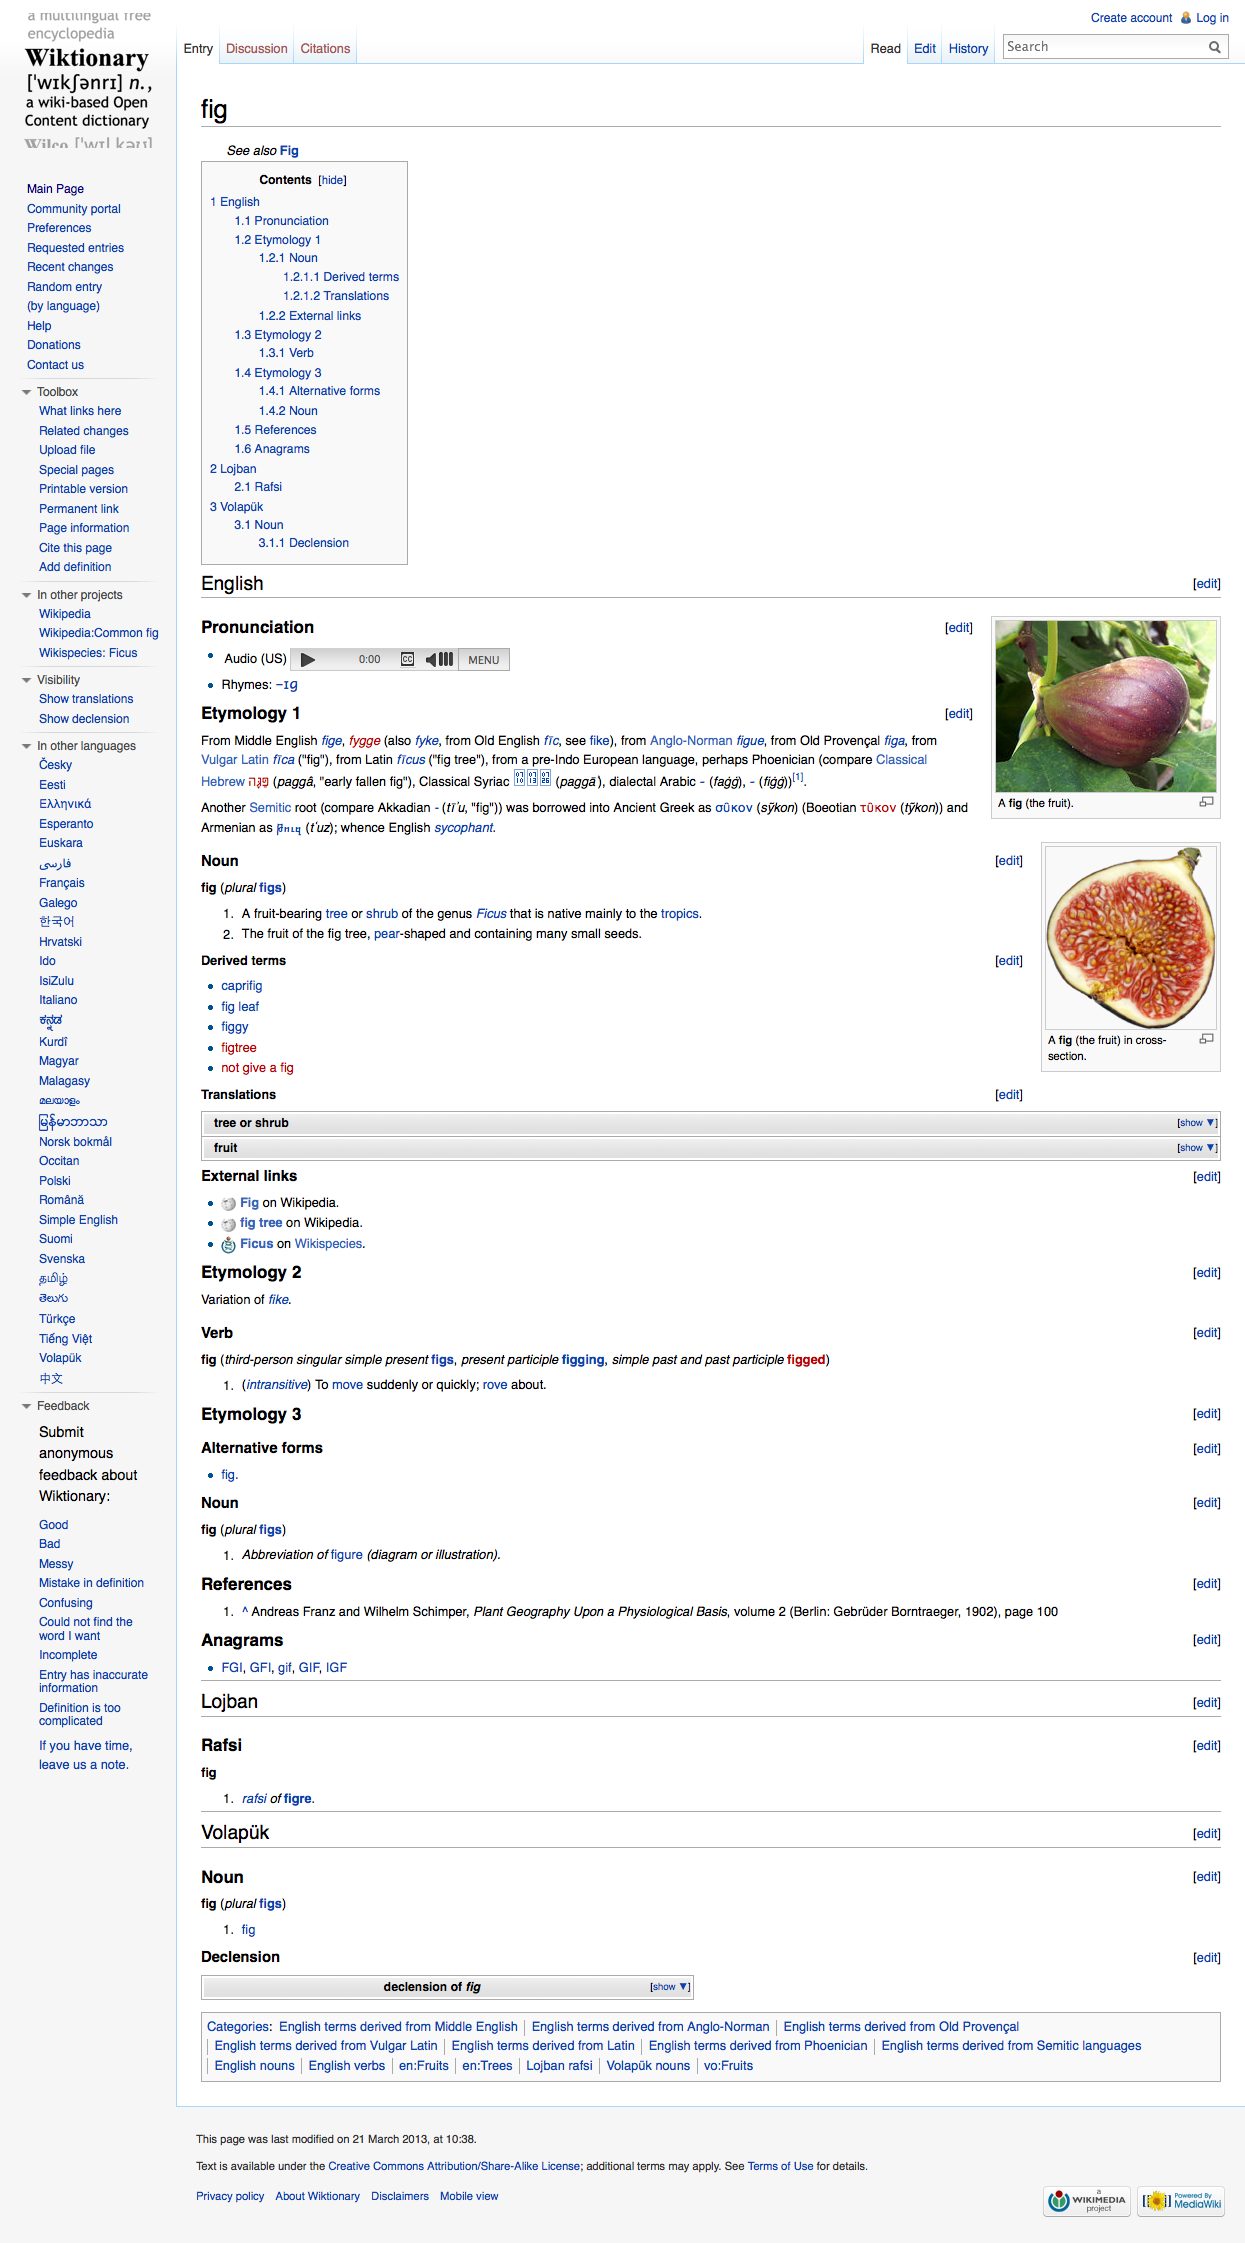 a multilingual free
encyclopedia
Wiktionary
['wɪkʃənrɪ] n.,
a wiki-based Open
Content dictionary
Wilco ['wɪl kəʊ]
Create account Log in
Entry Discussion Citations Read Edit History Search
Main Page
Community portal
Preferences
Requested entries
Recent changes
Random entry
(by language)
Help
Donations
Contact us
Toolbox
What links here
Related changes
Upload file
Special pages
Printable version
Permanent link
Page information
Cite this page
Add definition
In other projects
Wikipedia
Wikipedia:Common fig
Wikispecies: Ficus
Visibility
Show translations
Show declension
In other languages
Česky
Eesti
Ελληνικά
Esperanto
Euskara
فارسی
Français
Galego
한국어
Hrvatski
Ido
IsiZulu
Italiano
ಕನ್ನಡ
Kurdî
Magyar
Malagasy
മലയാളം
မြန်မာဘာသာ
Norsk bokmål
Occitan
Polski
Română
Simple English
Suomi
Svenska
தமிழ்
తెలుగు
Türkçe
Tiếng Việt
Volapük
中文
Feedback
Submit
anonymous
feedback about
Wiktionary:
Good
Bad
Messy
Mistake in definition
Confusing
Could not find the
word I want
Incomplete
Entry has inaccurate
information
Definition is too
complicated
If you have time,
leave us a note.
fig
See also Fig
Contents [hide]
1 English
1.1 Pronunciation
1.2 Etymology 1
1.2.1 Noun
1.2.1.1 Derived terms
1.2.1.2 Translations
1.2.2 External links
1.3 Etymology 2
1.3.1 Verb
1.4 Etymology 3
1.4.1 Alternative forms
1.4.2 Noun
1.5 References
1.6 Anagrams
2 Lojban
2.1 Rafsi
3 Volapük
3.1 Noun
3.1.1 Declension
English [edit]
Pronunciation [edit]
Audio (US) 0:00 CC MENU
Rhymes: -ɪɡ
Etymology 1 [edit]
From Middle English fige, fygge (also fyke, from Old English fīc, see fike), from Anglo-Norman figue, from Old Provençal figa, from
Vulgar Latin fīca ("fig"), from Latin fīcus ("fig tree"), from a pre-Indo European language, perhaps Phoenician (compare Classical
Hebrew פַּגָּה (paggâ, "early fallen fig"), Classical Syriac (paggāʾ), dialectal Arabic - (faġġ), - (fiġġ))[1].
Another Semitic root (compare Akkadian - (tīʾu, "fig")) was borrowed into Ancient Greek as σῦκον (sȳkon) (Boeotian τῦκον (tȳkon)) and
Armenian as թուզ (tʿuz); whence English sycophant.
A fig (the fruit).
Noun [edit]
fig (plural figs)
1. A fruit-bearing tree or shrub of the genus Ficus that is native mainly to the tropics.
2. The fruit of the fig tree, pear-shaped and containing many small seeds.
A fig (the fruit) in cross-
section.
Derived terms [edit]
caprifig
fig leaf
figgy
figtree
not give a fig
Translations [edit]
tree or shrub [show ▼]
fruit [show ▼]
External links [edit]
Fig on Wikipedia.
fig tree on Wikipedia.
Ficus on Wikispecies.
Etymology 2 [edit]
Variation of fike.
Verb [edit]
fig (third-person singular simple present figs, present participle figging, simple past and past participle figged)
1. (intransitive) To move suddenly or quickly; rove about.
Etymology 3 [edit]
Alternative forms [edit]
fig.
Noun [edit]
fig (plural figs)
1. Abbreviation of figure (diagram or illustration).
References [edit]
1. ^ Andreas Franz and Wilhelm Schimper, Plant Geography Upon a Physiological Basis, volume 2 (Berlin: Gebrüder Borntraeger, 1902), page 100
Anagrams [edit]
FGI, GFI, gif, GIF, IGF
Lojban [edit]
Rafsi [edit]
fig
1. rafsi of figre.
Volapük [edit]
Noun [edit]
fig (plural figs)
1. fig
Declension [edit]
declension of fig [show ▼]
Categories: English terms derived from Middle English | English terms derived from Anglo-Norman | English terms derived from Old Provençal
| English terms derived from Vulgar Latin | English terms derived from Latin | English terms derived from Phoenician | English terms derived from Semitic languages
| English nouns | English verbs | en:Fruits | en:Trees | Lojban rafsi | Volapük nouns | vo:Fruits
This page was last modified on 21 March 2013, at 10:38.
Text is available under the Creative Commons Attribution/Share-Alike License; additional terms may apply. See Terms of Use for details.
Privacy policy About Wiktionary Disclaimers Mobile view
a
WIKIMEDIA
project
Powered By
MediaWiki